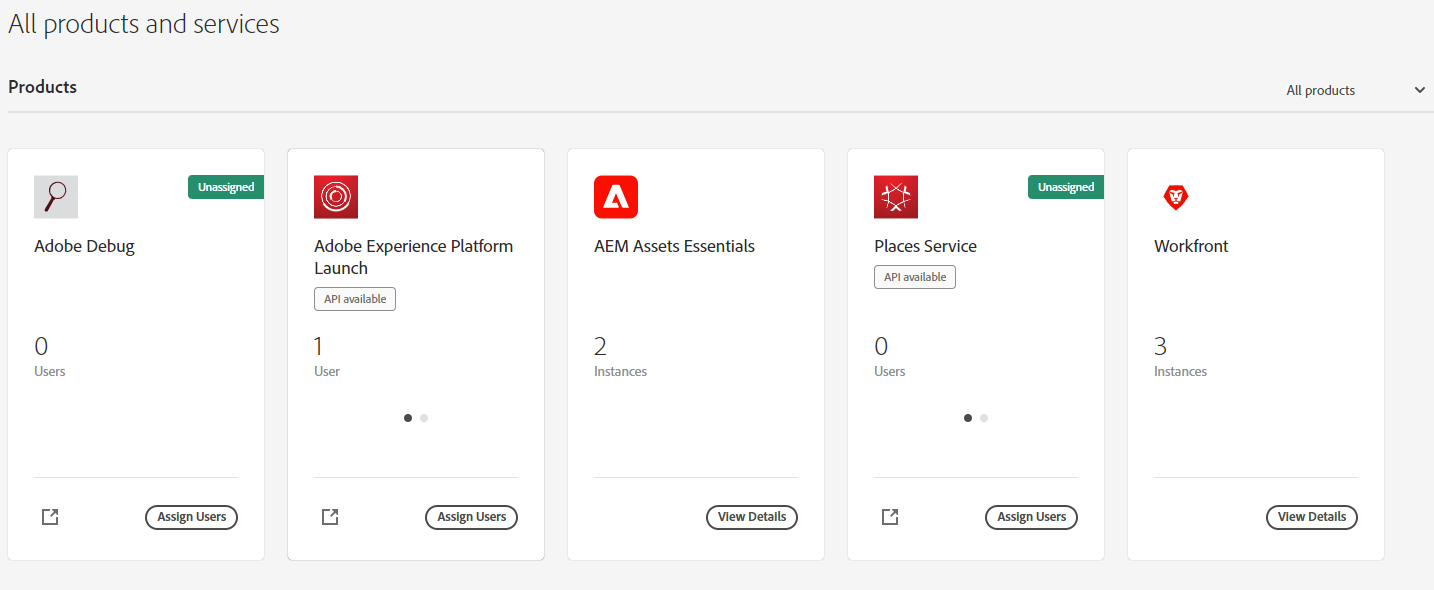 All products and services
Products
All products
Unassigned
Adobe Debug
0
Users
Assign Users
Adobe Experience Platform
Launch
API available
1
User
Assign Users
AEM Assets Essentials
2
Instances
View Details
Unassigned
Places Service
API available
0
Users
Assign Users
Workfront
3
Instances
View Details